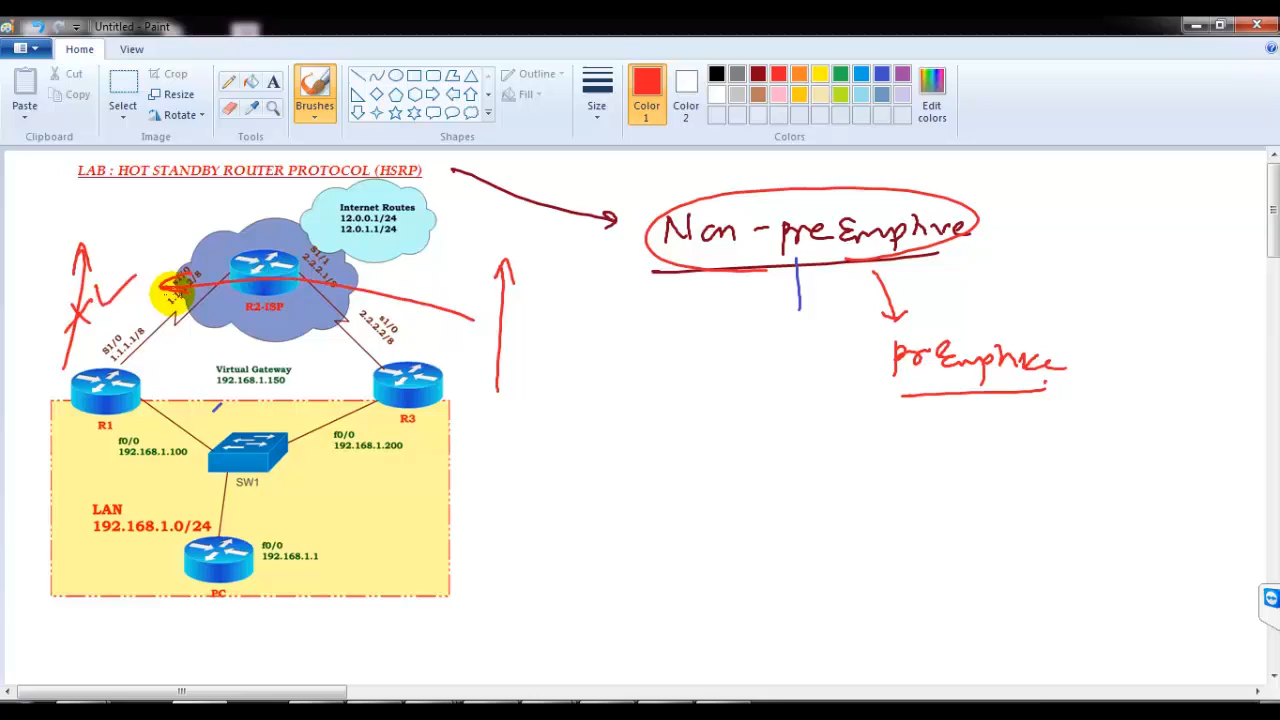 Untitled - Paint
Home
View
Paste
Cut
Copy
Clipboard
Select
Crop
Resize
Rotate
Image
Tools
Brushes
Shapes
Outline
Fill
Size
Color 1
Color 2
Edit colors
Colors
LAB : HOT STANDBY ROUTER PROTOCOL (HSRP)
Internet Routes
12.0.0.1/24
12.0.1.1/24
Non - preEmptive
S1/1
2.2.2.1/8
R2-ISP
S1/0
1.1.1.1/8
s1/0
2.2.2.2/8
preEmptive
Virtual Gateway
192.168.1.150
R1
R3
f0/0
192.168.1.100
f0/0
192.168.1.200
SW1
LAN
192.168.1.0/24
f0/0
192.168.1.1
PC